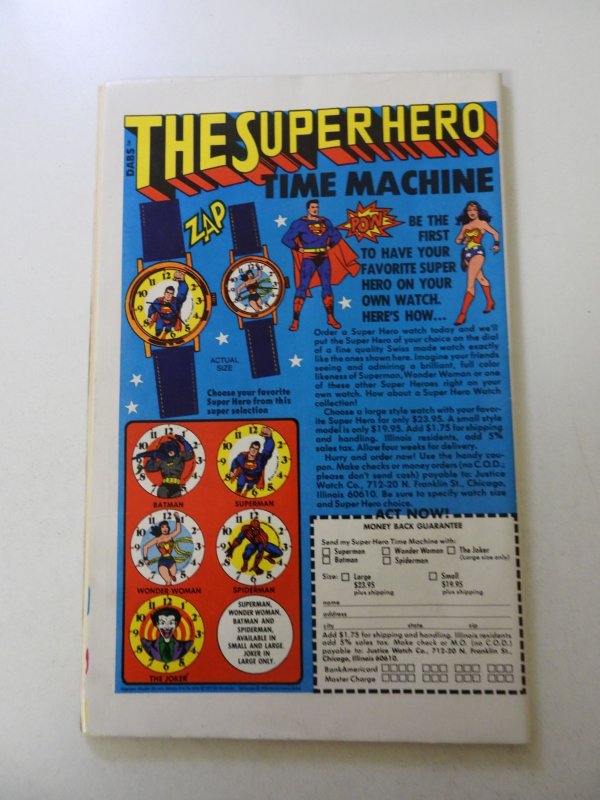 DABS™
THE SUPER HERO
TIME MACHINE
ZAP
POW
BE THE
FIRST
TO HAVE YOUR
FAVORITE SUPER
HERO ON YOUR
OWN WATCH.
HERE'S HOW...
ACTUAL
SIZE
Choose your favorite
Super Hero from this
super selection
Order a Super Hero watch today and we'll
put the Super Hero of your choice on the dial
of a fine quality Swiss made watch exactly
like the ones shown here. Imagine your friends
seeing and admiring a brilliant, full color
likeness of Superman, Wonder Woman or one
of these other Super Heroes right on your
own watch. How about a Super Hero Watch
collection!
Choose a large style watch with your favor-
ite Super Hero for only $23.95. A small style
model is only $19.95. Add $1.75 for shipping
and handling. Illinois residents, add 5%
sales tax. Allow four weeks for delivery.
Hurry and order now! Use the handy cou-
pon. Make checks or money orders (no C.O.D.,
please don't send cash) payable to: Justice
Watch Co., 712-20 N. Franklin St., Chicago,
Illinois 60610. Be sure to specify watch size
and Super Hero choice.
BATMAN
SUPERMAN
WONDER WOMAN
SPIDERMAN
THE JOKER
SUPERMAN,
WONDER WOMAN,
BATMAN AND
SPIDERMAN,
AVAILABLE IN
SMALL AND LARGE.
JOKER IN
LARGE ONLY.
ACT NOW!
MONEY BACK GUARANTEE
Send my Super Hero Time Machine with:
Superman Wonder Woman The Joker
Batman Spiderman (Large size only)
Size: Large Small
$23.95 $19.95
plus shipping plus shipping
name
address
city state zip
Add $1.75 for shipping and handling. Illinois residents
add 5% sales tax. Make check or M.O. (no C.O.D.)
payable to: Justice Watch Co., 712-20 N. Franklin St.,
Chicago, Illinois 60610.
BankAmericard
Master Charge